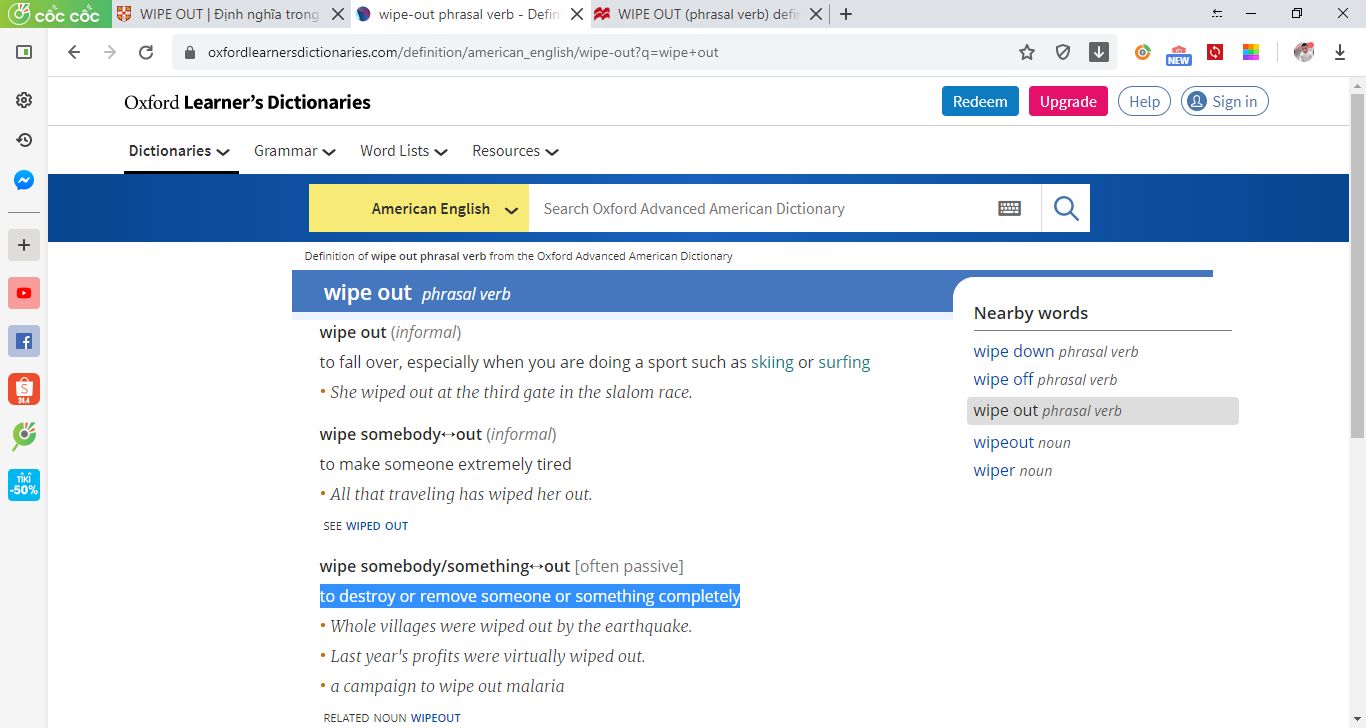 cốc cốc
WIPE OUT | Định nghĩa trong
wipe-out phrasal verb - Defin
WIPE OUT (phrasal verb) defi
oxfordlearnersdictionaries.com/definition/american_english/wipe-out?q=wipe+out
NEW
Oxford Learner's Dictionaries
Redeem
Upgrade
Help
Sign in
Dictionaries
Grammar
Word Lists
Resources
American English
Search Oxford Advanced American Dictionary
Definition of wipe out phrasal verb from the Oxford Advanced American Dictionary
wipe out phrasal verb
wipe out (informal)
to fall over, especially when you are doing a sport such as skiing or surfing
• She wiped out at the third gate in the slalom race.
wipe somebody↔out (informal)
to make someone extremely tired
• All that traveling has wiped her out.
SEE WIPED OUT
wipe somebody/something↔out [often passive]
to destroy or remove someone or something completely
• Whole villages were wiped out by the earthquake.
• Last year's profits were virtually wiped out.
• a campaign to wipe out malaria
RELATED NOUN WIPEOUT
Nearby words
wipe down phrasal verb
wipe off phrasal verb
wipe out phrasal verb
wipeout noun
wiper noun
S
24.4
TIKI
-50%